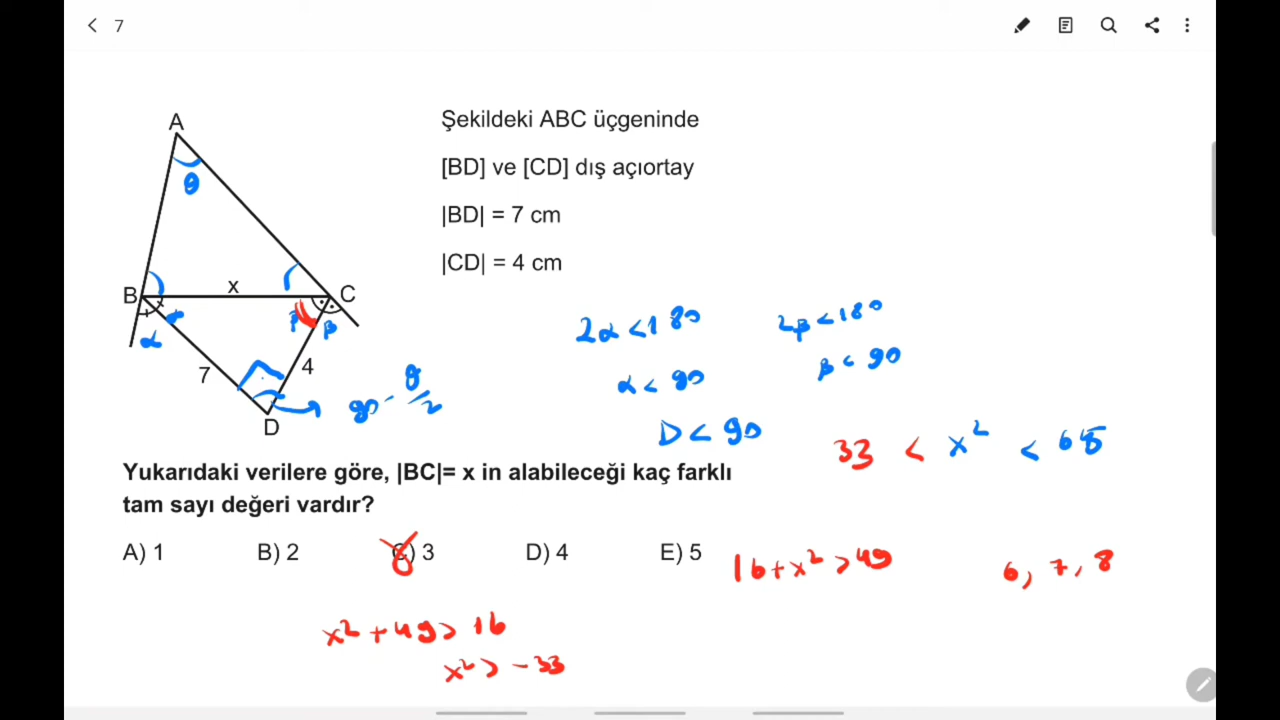 7
A
Şekildeki ABC üçgeninde
θ
[BD] ve [CD] dış açıortay
|BD| = 7 cm
|CD| = 4 cm
B x C
α α β β
2α < 180 2β < 180
7 4
α < 90 β < 90
90 - θ/2
D
D < 90
33 < x² < 65
Yukarıdaki verilere göre, |BC|= x in alabileceği kaç farklı
tam sayı değeri vardır?
A) 1 B) 2 C) 3 D) 4 E) 5
16 + x² > 49
6, 7, 8
x² + 49 > 16
x² > - 33